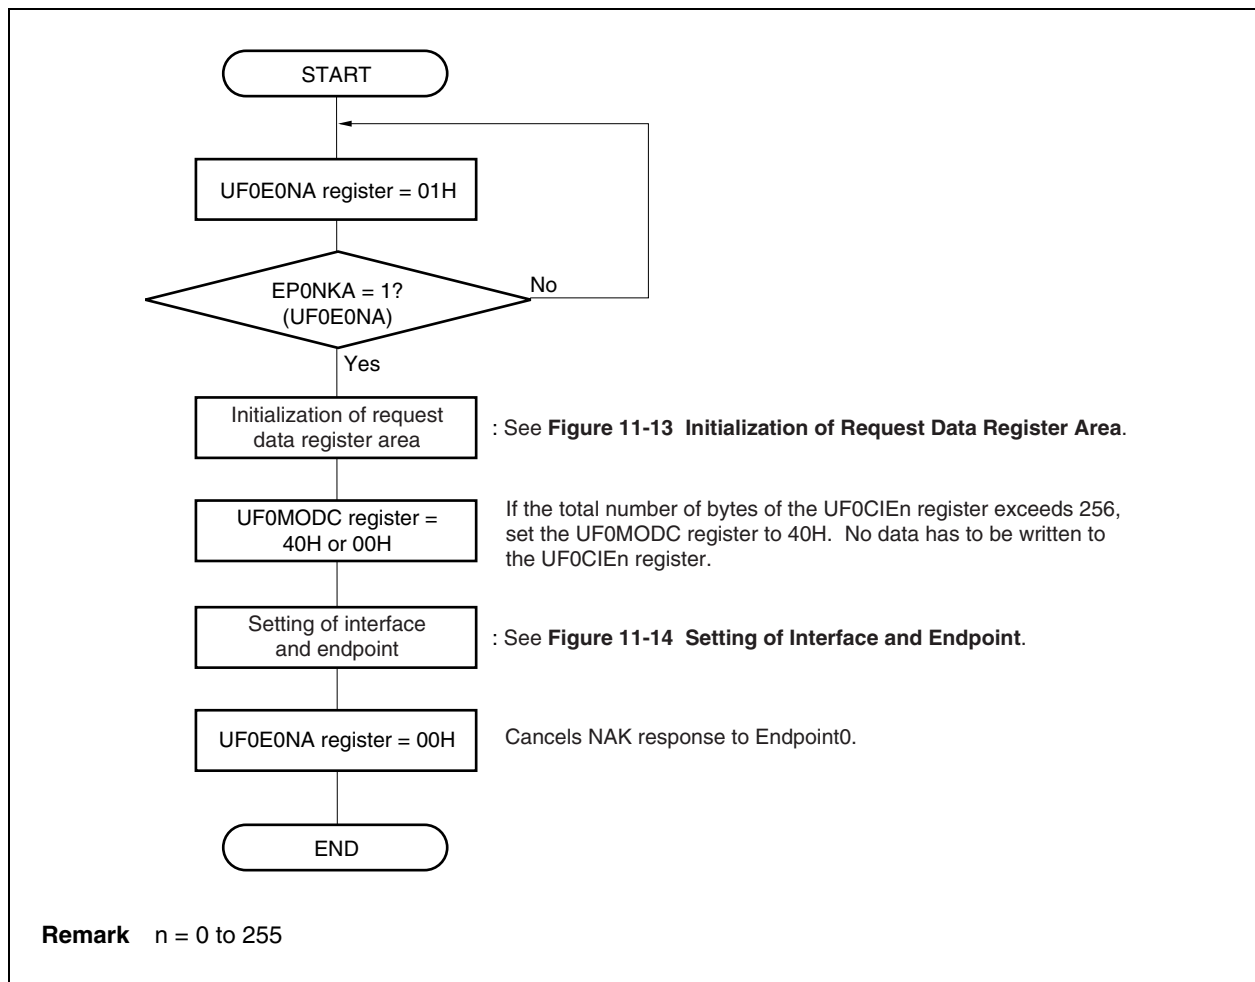 START
UF0E0NA register = 01H
EP0NKA = 1?
(UF0E0NA)
No
Yes
Initialization of request
data register area
: See Figure 11-13 Initialization of Request Data Register Area.
UF0MODC register =
40H or 00H
If the total number of bytes of the UF0CIEn register exceeds 256,
set the UF0MODC register to 40H. No data has to be written to
the UF0CIEn register.
Setting of interface
and endpoint
: See Figure 11-14 Setting of Interface and Endpoint.
UF0E0NA register = 00H
Cancels NAK response to Endpoint0.
END
Remark n = 0 to 255